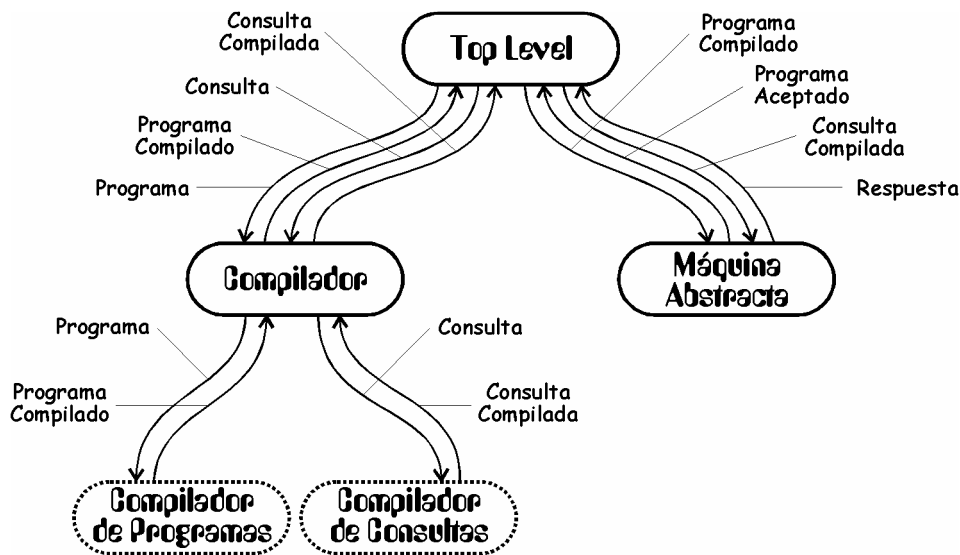 Consulta
Compilada
Top Level
Programa
Compilado
Consulta
Programa
Aceptado
Programa
Compilado
Consulta
Compilada
Programa
Respuesta
Compilador
Máquina
Abstracta
Programa
Consulta
Programa
Compilado
Consulta
Compilada
Compilador
de Programas
Compilador
de Consultas